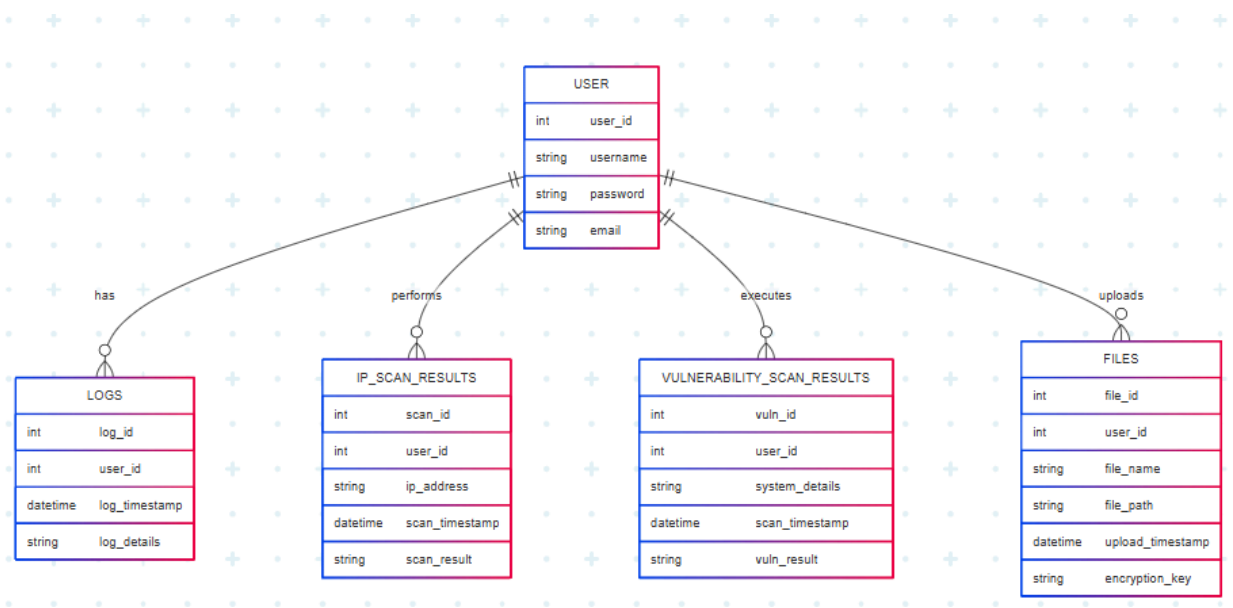 USER
int user_id
string username
string password
string email
has
performs
executes
uploads
LOGS
int log_id
int user_id
datetime log_timestamp
string log_details
IP_SCAN_RESULTS
int scan_id
int user_id
string ip_address
datetime scan_timestamp
string scan_result
VULNERABILITY_SCAN_RESULTS
int vuln_id
int user_id
string system_details
datetime scan_timestamp
string vuln_result
FILES
int file_id
int user_id
string file_name
string file_path
datetime upload_timestamp
string encryption_key